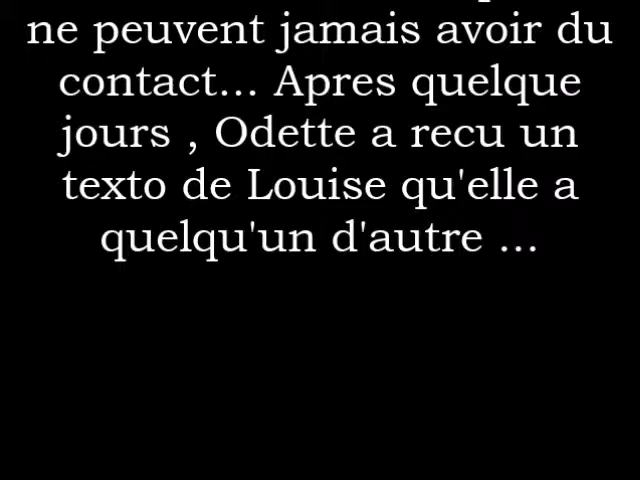 ne peuvent jamais avoir du
contact... Apres quelque
jours , Odette a recu un
texto de Louise qu'elle a
quelqu'un d'autre ...